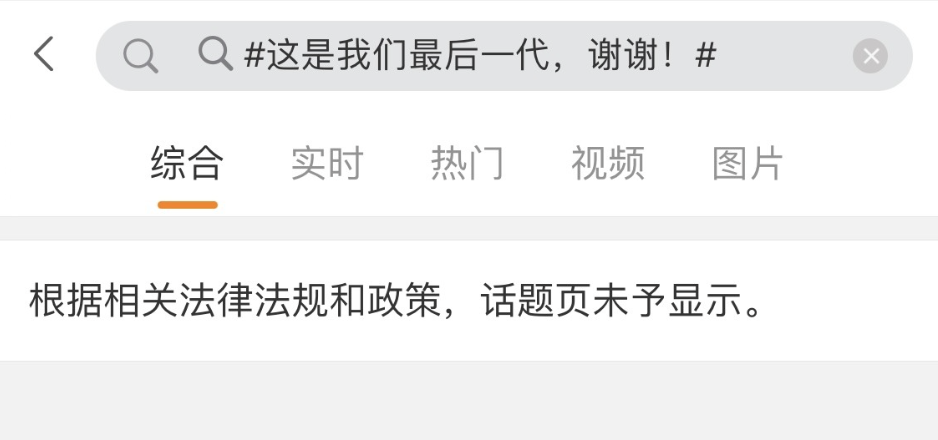 #这是我们最后一代，谢谢！#
综合 实时 热门 视频 图片
根据相关法律法规和政策，话题页未予显示。